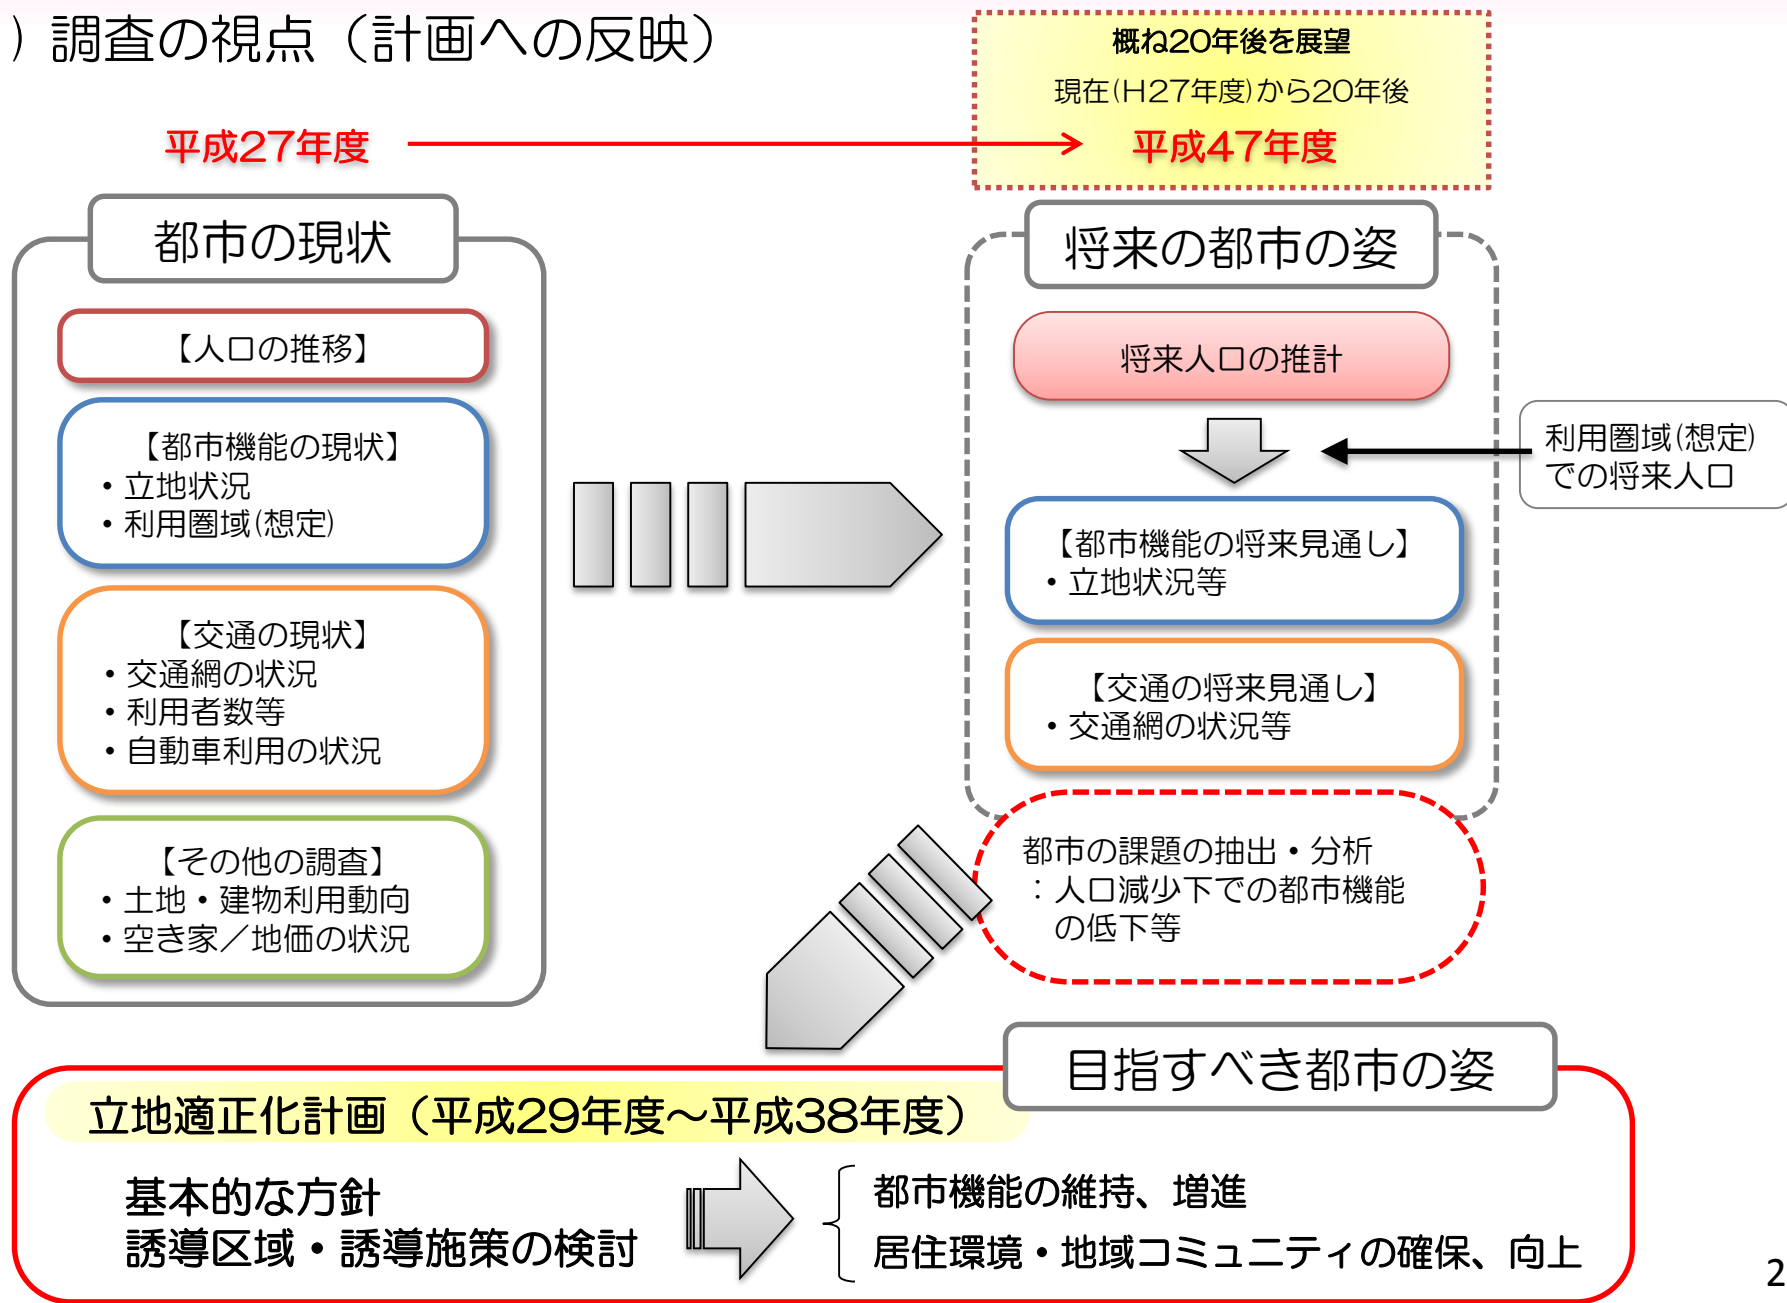 ）調査の視点（計画への反映）
概ね20年後を展望
現在(H27年度)から20年後
平成27年度
平成47年度
都市の現状
【人口の推移】
【都市機能の現状】
・立地状況
・利用圏域(想定)
【交通の現状】
・交通網の状況
・利用者数等
・自動車利用の状況
【その他の調査】
・土地・建物利用動向
・空き家／地価の状況
将来の都市の姿
将来人口の推計
利用圏域(想定)
での将来人口
【都市機能の将来見通し】
・立地状況等
【交通の将来見通し】
・交通網の状況等
都市の課題の抽出・分析
：人口減少下での都市機能
の低下等
目指すべき都市の姿
立地適正化計画（平成29年度～平成38年度）
基本的な方針
誘導区域・誘導施策の検討
都市機能の維持、増進
居住環境・地域コミュニティの確保、向上
2